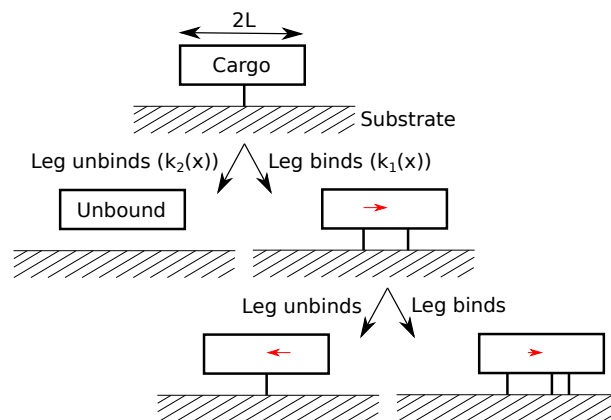 2L
Cargo
Substrate
Leg unbinds (k₂(x))
Leg binds (k₁(x))
Unbound
Leg unbinds
Leg binds